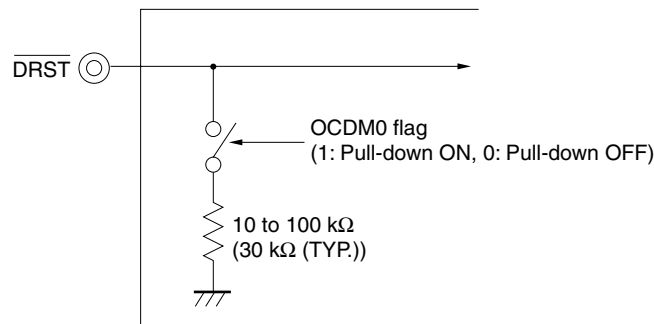 DRST
OCDM0 flag
(1: Pull-down ON, 0: Pull-down OFF)
10 to 100 kΩ
(30 kΩ (TYP.))